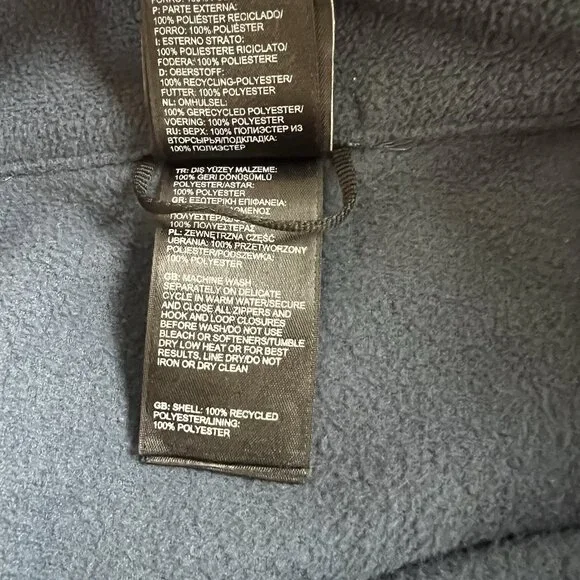 P: PARTE EXTERNA:
100% POLIÉSTER RECICLADO/
FORRO: 100% POLIÉSTER
I: ESTERNO STRATO:
100% POLIESTERE RICICLATO/
FODERA: 100% POLIESTERE
D: OBERSTOFF:
100% RECYCLING-POLYESTER/
FUTTER: 100% POLYESTER
NL: OMHULSEL:
100% GERECYCLED POLYESTER/
VOERING: 100% POLYESTER
RU: ВЕРХ: 100% ПОЛИЭСТЕР ИЗ
ВТОРСЫРЬЯ/ПОДКЛАДКА:
100% ПОЛИЭСТЕР
TR: DIŞ YÜZEY MALZEME:
100% GERİ DÖNÜŞÜMLÜ
POLYESTER/ASTAR:
100% POLYESTER
GR: ΕΞΩΤΕΡΙΚΗ ΕΠΙΦΑΝΕΙΑ:
ΠΟΛΥΕΣΤΕΡΑΣ/
100% ΠΟΛΥΕΣΤΕΡΑΣ
PL: ZEWNĘTRZNA CZĘŚĆ
UBRANIA: 100% PRZETWORZONY
POLIESTER/PODSZEWKA:
100% POLYESTER
GB: MACHINE WASH
SEPARATELY ON DELICATE
CYCLE IN WARM WATER/SECURE
AND CLOSE ALL ZIPPERS AND
HOOK AND LOOP CLOSURES
BEFORE WASH/DO NOT USE
BLEACH OR SOFTENERS/TUMBLE
DRY LOW HEAT OR FOR BEST
RESULTS, LINE DRY/DO NOT
IRON OR DRY CLEAN
GB: SHELL: 100% RECYCLED
POLYESTER/LINING:
100% POLYESTER